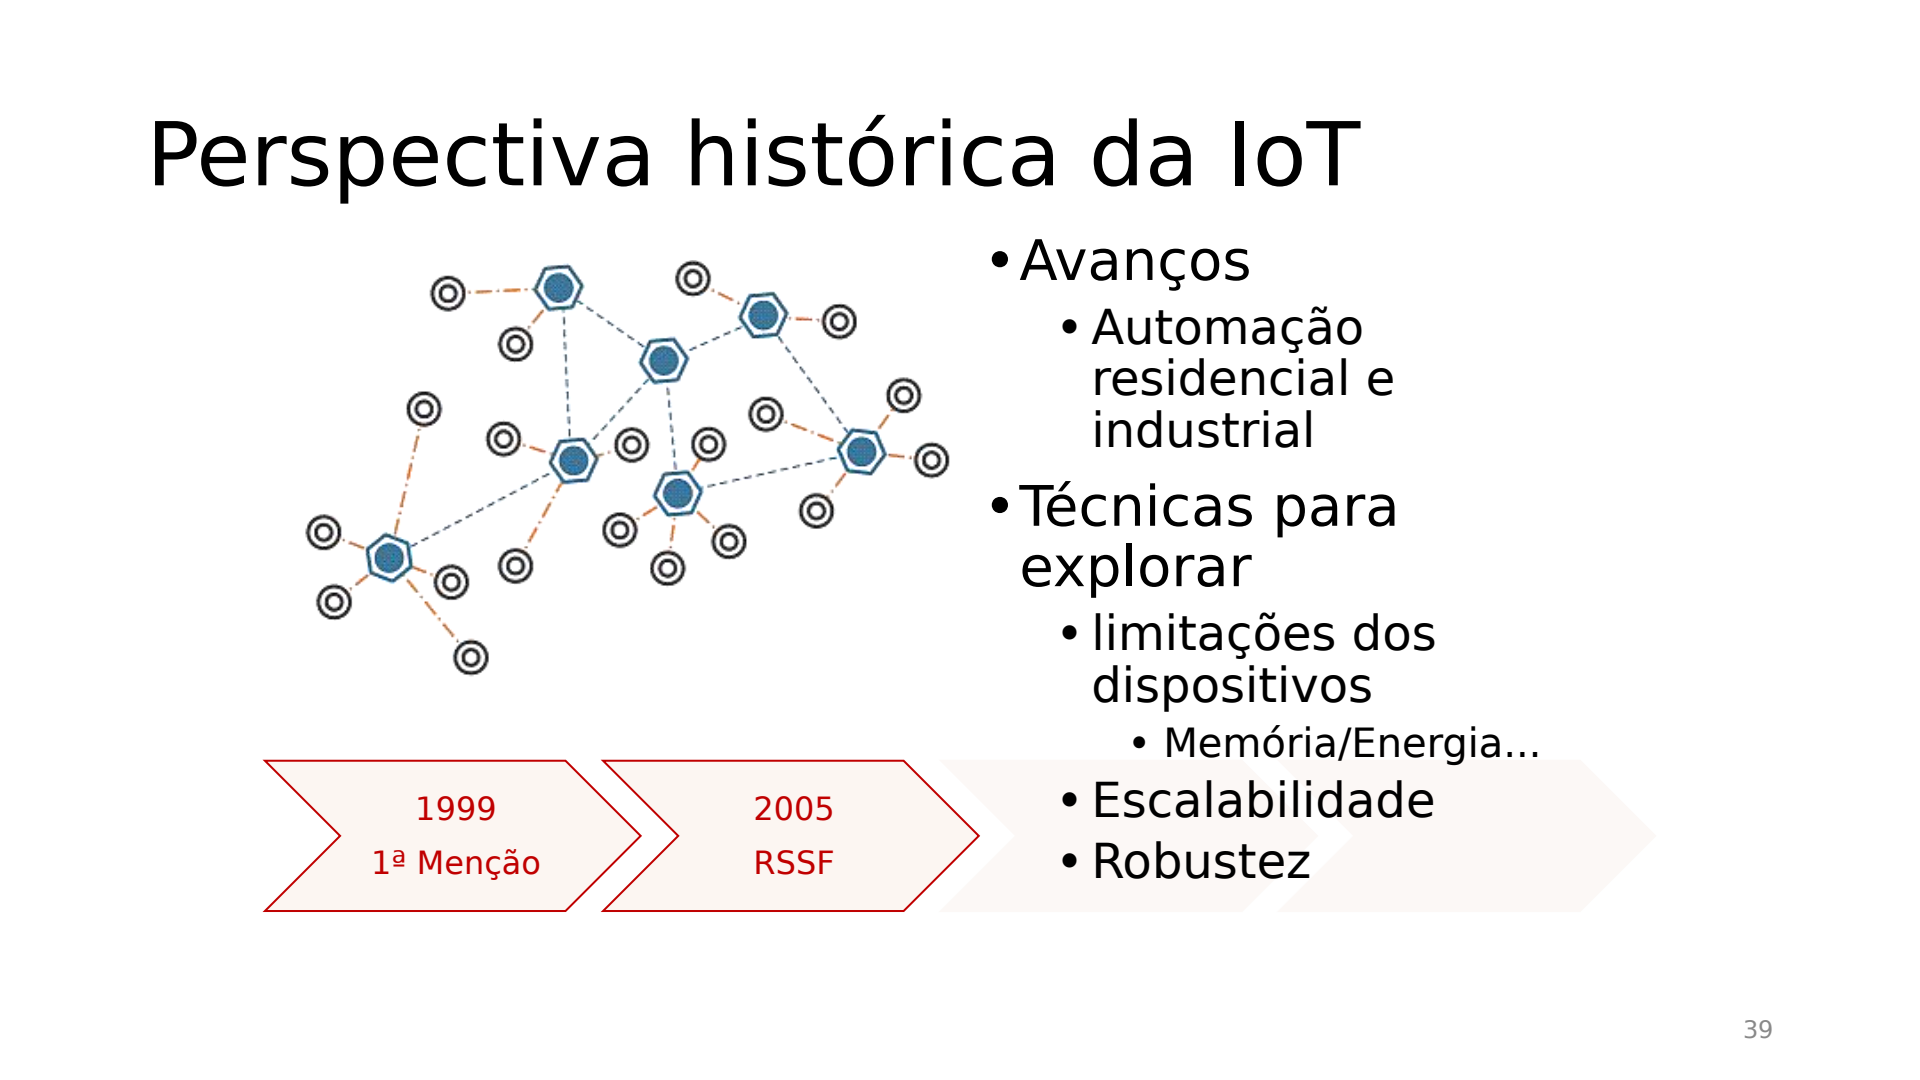 Perspectiva histórica da IoT
• Avanços
• Automação
residencial e
industrial
• Técnicas para
explorar
• limitações dos
dispositivos
• Memória/Energia...
• Escalabilidade
• Robustez
1999
1ª Menção
2005
RSSF
39